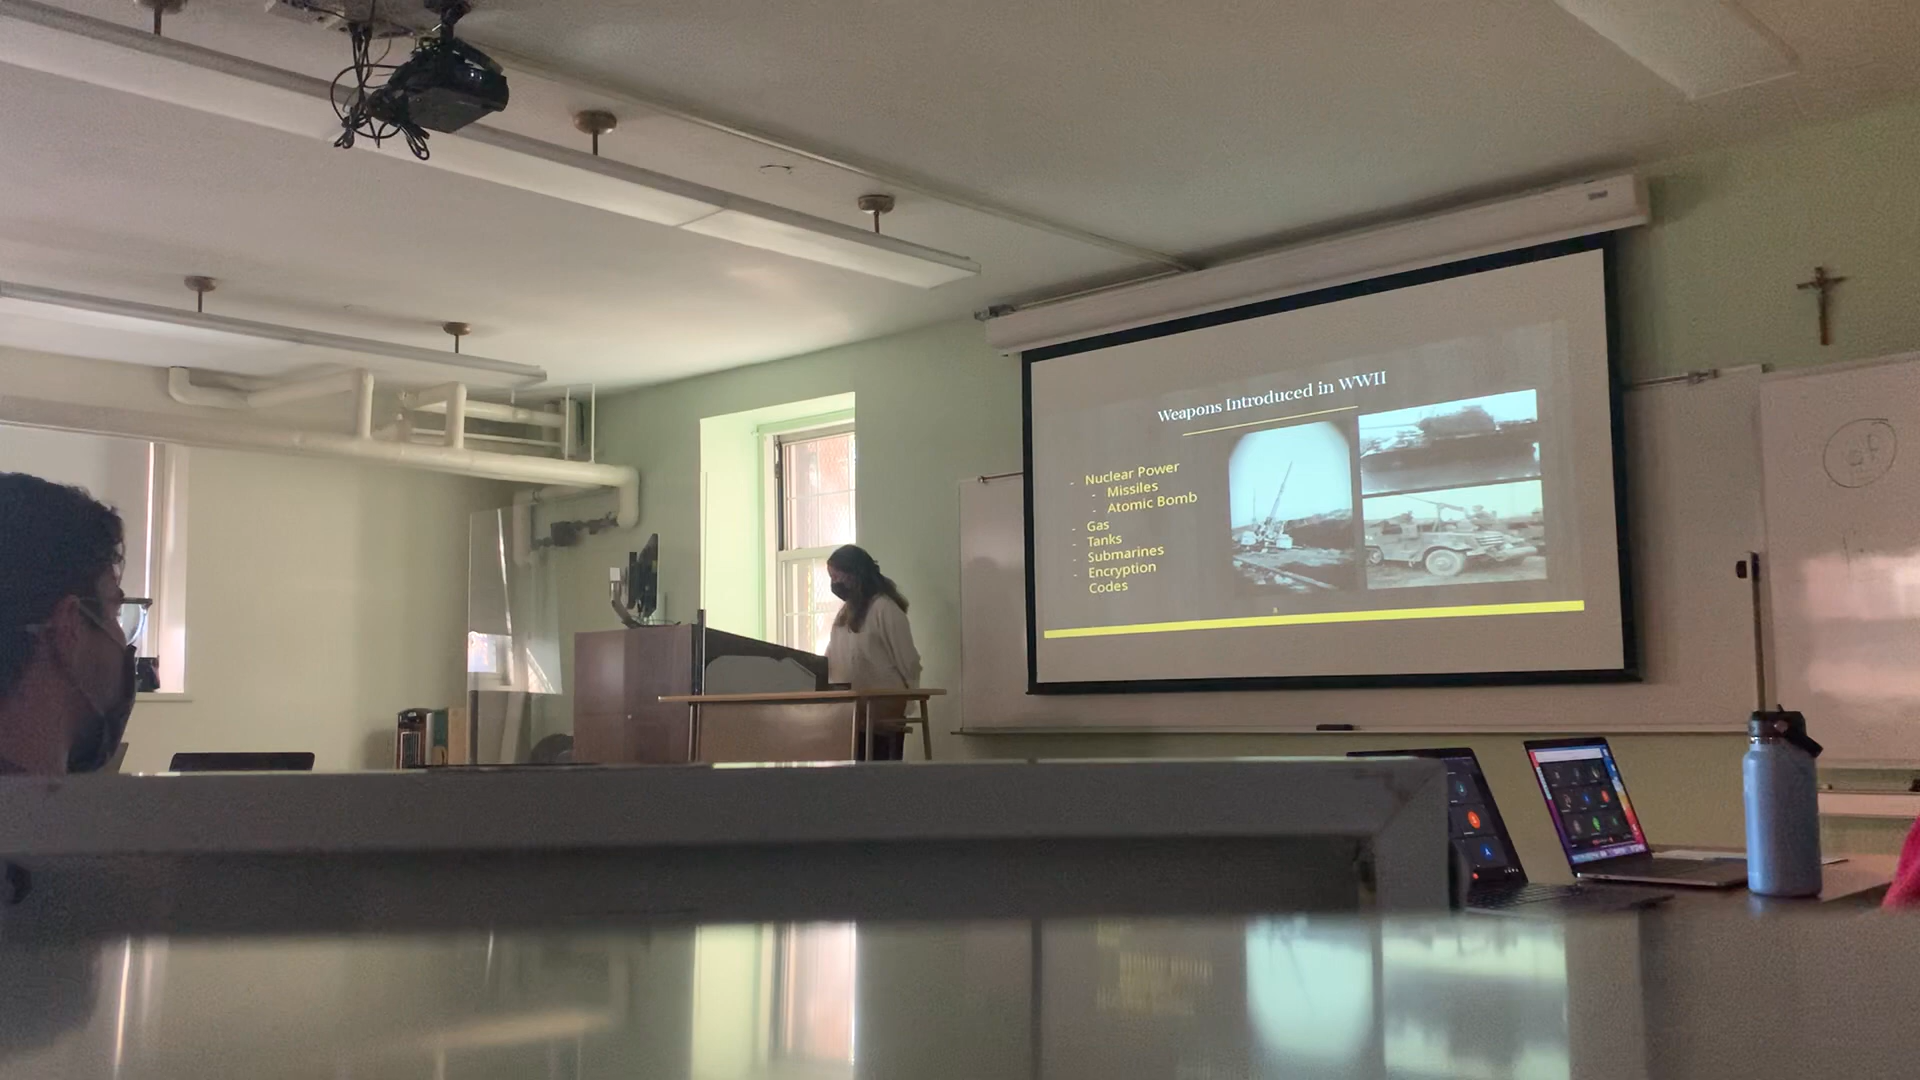 Weapons Introduced in WWII
- Nuclear Power
- Missiles
- Atomic Bomb
- Gas
- Tanks
- Submarines
- Encryption
Codes